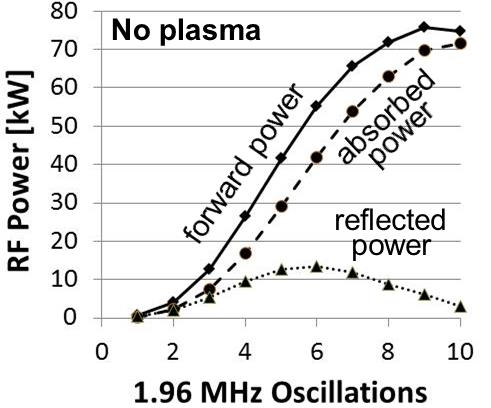 No plasma
80
70
60
50
40
30
20
10
0
RF Power [kW]
forward power
absorbed
power
reflected
power
0 2 4 6 8 10
1.96 MHz Oscillations